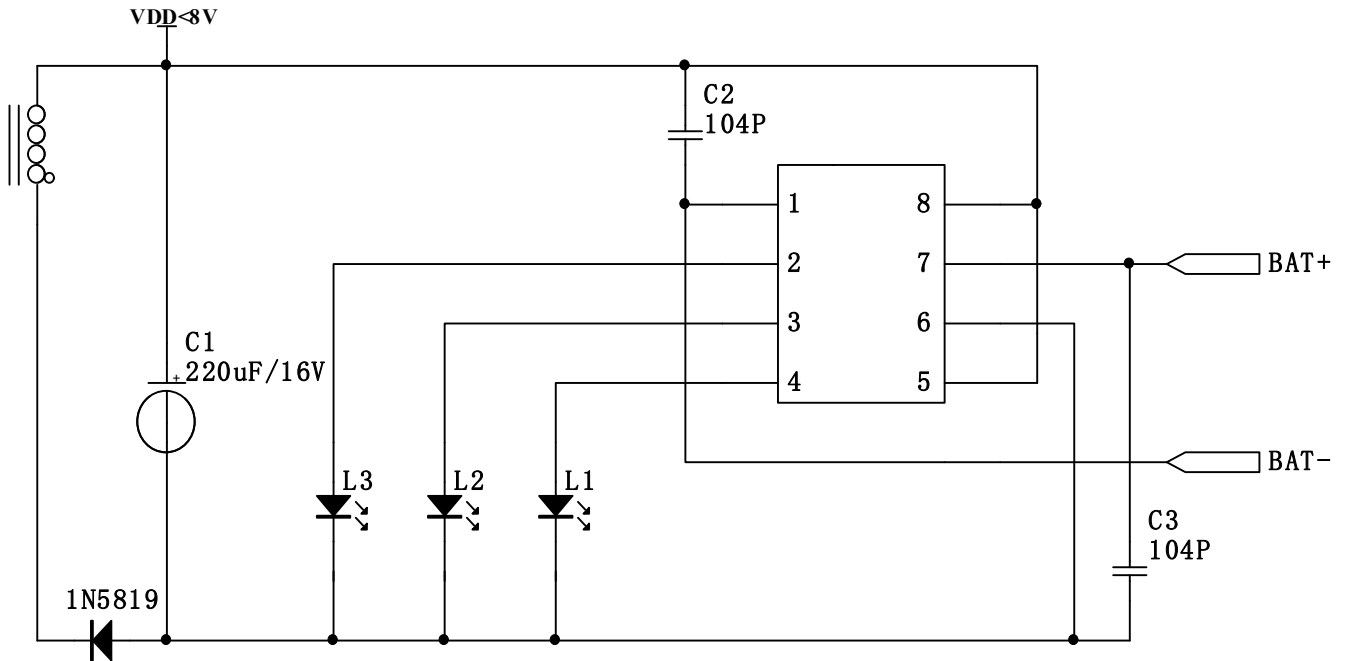 VDD<8V
C2
104P
1 8
2 7 BAT+
3 6
C1
220uF/16V
+
4 5
BAT-
L3 L2 L1
C3
104P
1N5819